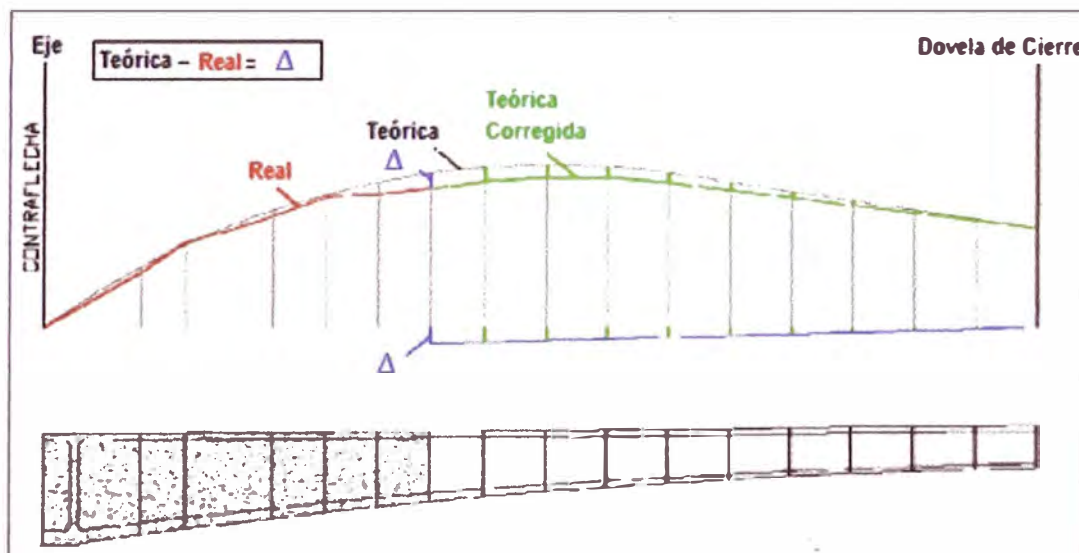 Eje
Teórica - Real = Δ
Dovela de Cierre
CONTRAFLECHA
Teórica
Corregida
Teórica
Δ
Real
Δ